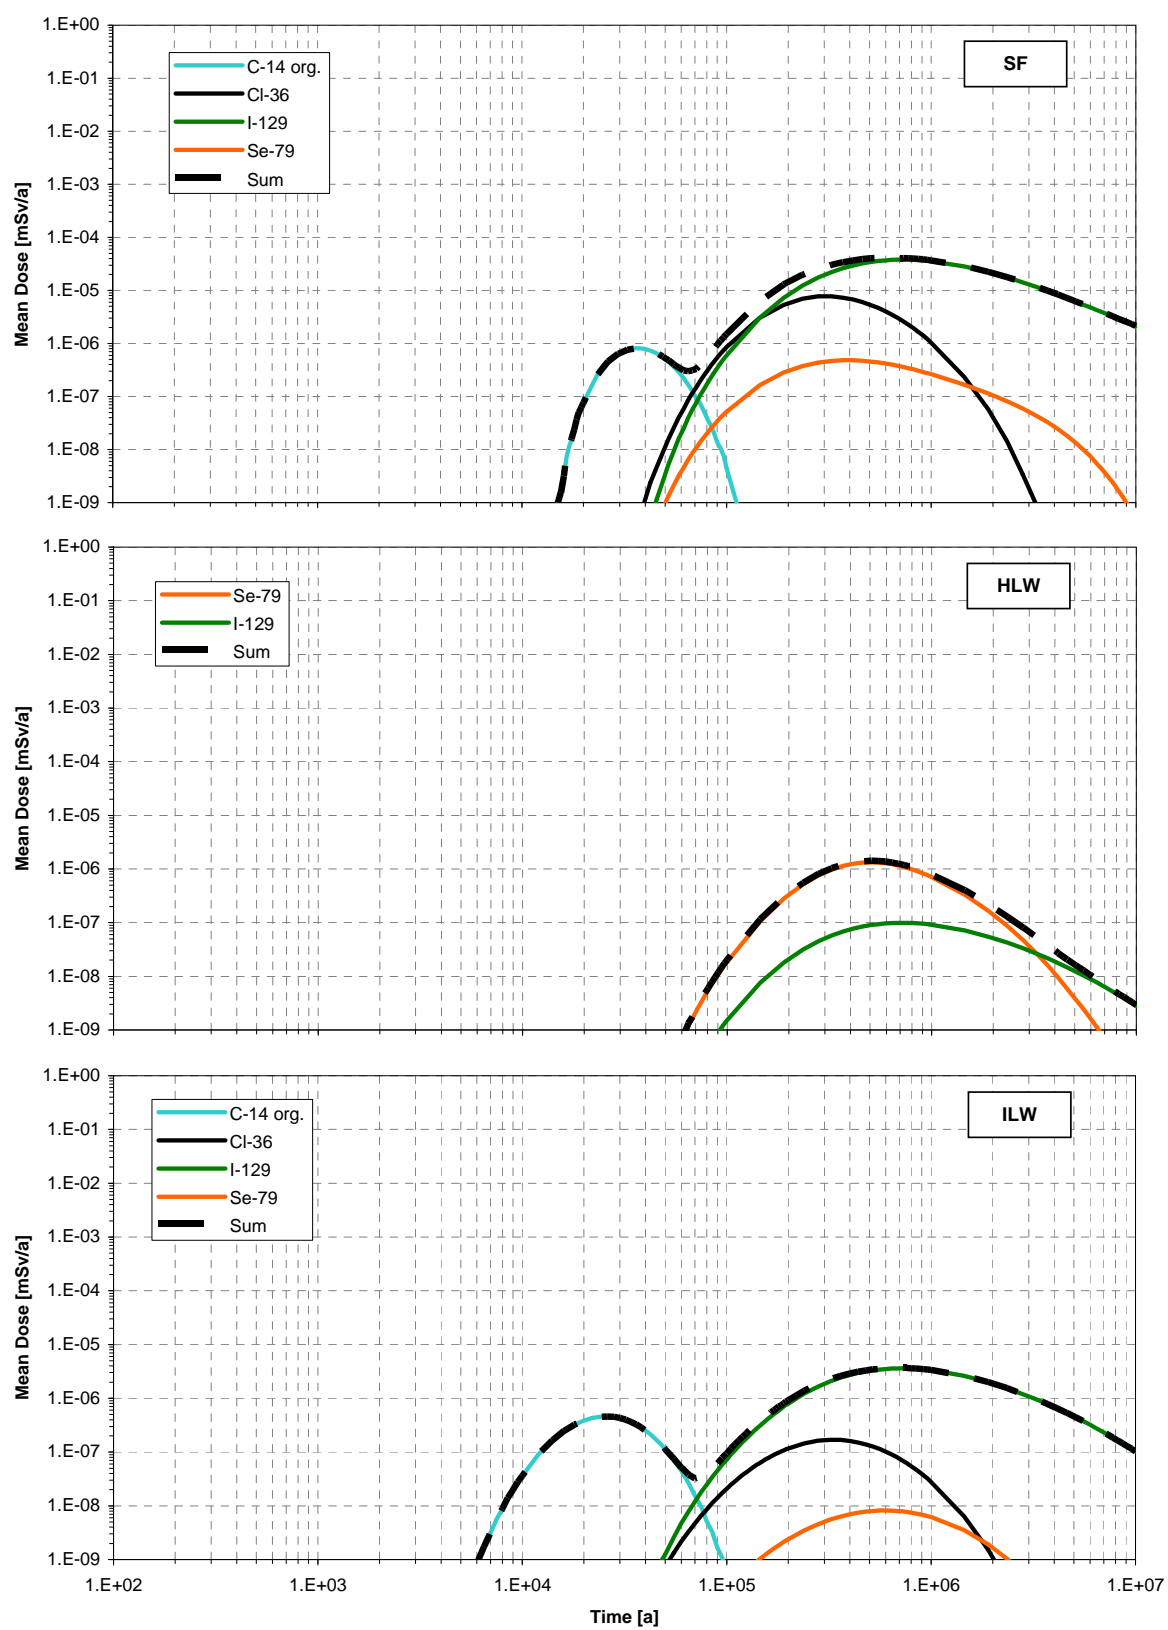 1.E+00
SF
C-14 org.
Cl-36
I-129
Se-79
Sum
1.E-01
1.E-02
1.E-03
1.E-04
1.E-05
1.E-06
1.E-07
1.E-08
1.E-09
Mean Dose [mSv/a]
1.E+00
HLW
Se-79
I-129
Sum
1.E-01
1.E-02
1.E-03
1.E-04
1.E-05
1.E-06
1.E-07
1.E-08
1.E-09
Mean Dose [mSv/a]
1.E+00
ILW
C-14 org.
Cl-36
I-129
Se-79
Sum
1.E-01
1.E-02
1.E-03
1.E-04
1.E-05
1.E-06
1.E-07
1.E-08
1.E-09
Mean Dose [mSv/a]
1.E+02 1.E+03 1.E+04 1.E+05 1.E+06 1.E+07
Time [a]